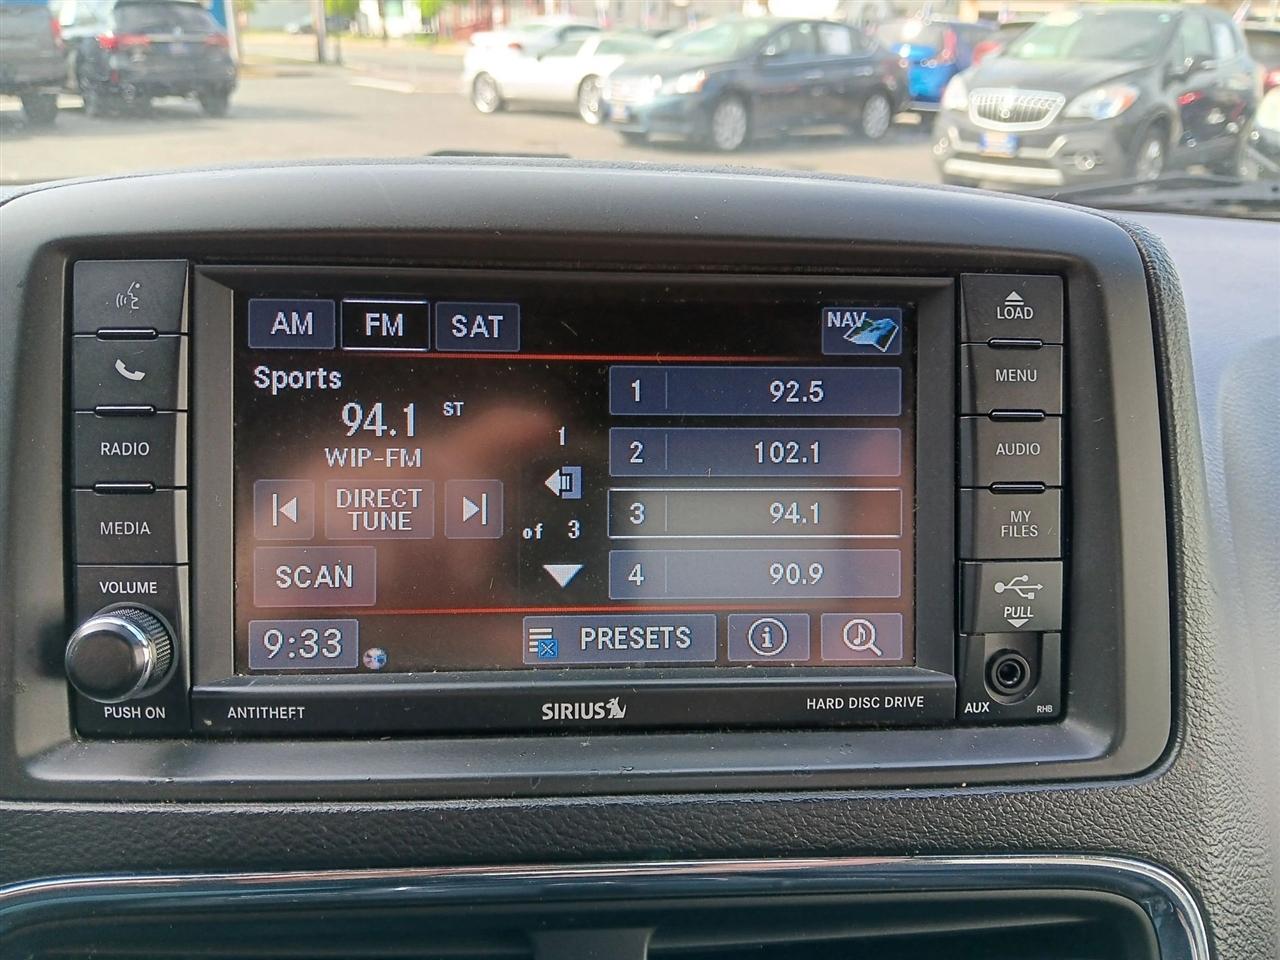 AM FM SAT NAV
Sports
94.1 ST
WIP-FM
DIRECT
TUNE
SCAN
9:33
1
of 3
1 92.5
2 102.1
3 94.1
4 90.9
PRESETS
i
RADIO
MEDIA
VOLUME
PUSH ON
LOAD
MENU
AUDIO
MY
FILES
PULL
AUX RHB
ANTITHEFT SIRIUS HARD DISC DRIVE